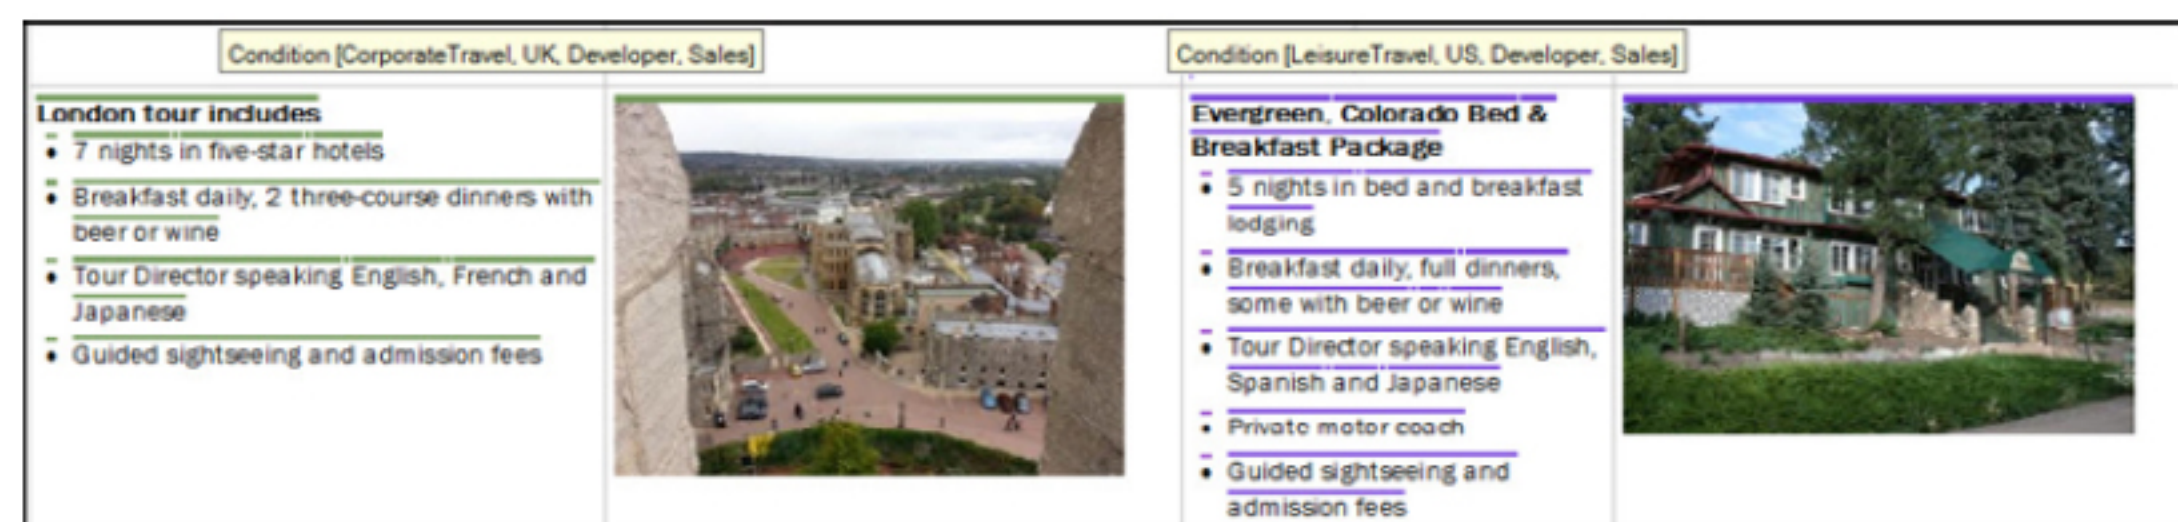 Condition [CorporateTravel, UK, Developer, Sales]
Condition [LeisureTravel, US, Developer, Sales]
London tour includes
• 7 nights in five-star hotels
• Breakfast daily, 2 three-course dinners with
beer or wine
• Tour Director speaking English, French and
Japanese
• Guided sightseeing and admission fees
Evergreen, Colorado Bed &
Breakfast Package
• 5 nights in bed and breakfast
lodging
• Breakfast daily, full dinners,
some with beer or wine
• Tour Director speaking English,
Spanish and Japanese
• Private motor coach
• Guided sightseeing and
admission fees